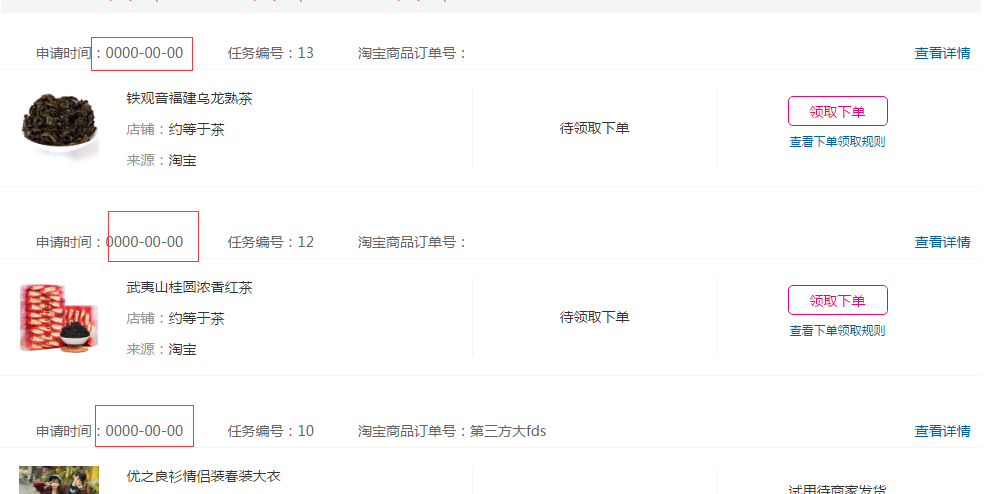 申请时间：0000-00-00 任务编号：13 淘宝商品订单号： 查看详情
铁观音福建乌龙熟茶
店铺：约等于茶
来源：淘宝
待领取下单
领取下单
查看下单领取规则
申请时间：0000-00-00 任务编号：12 淘宝商品订单号： 查看详情
武夷山桂圆浓香红茶
店铺：约等于茶
来源：淘宝
待领取下单
领取下单
查看下单领取规则
申请时间：0000-00-00 任务编号：10 淘宝商品订单号：第三方大fds 查看详情
优之良衫情侣装春装大衣
试用待商家发货